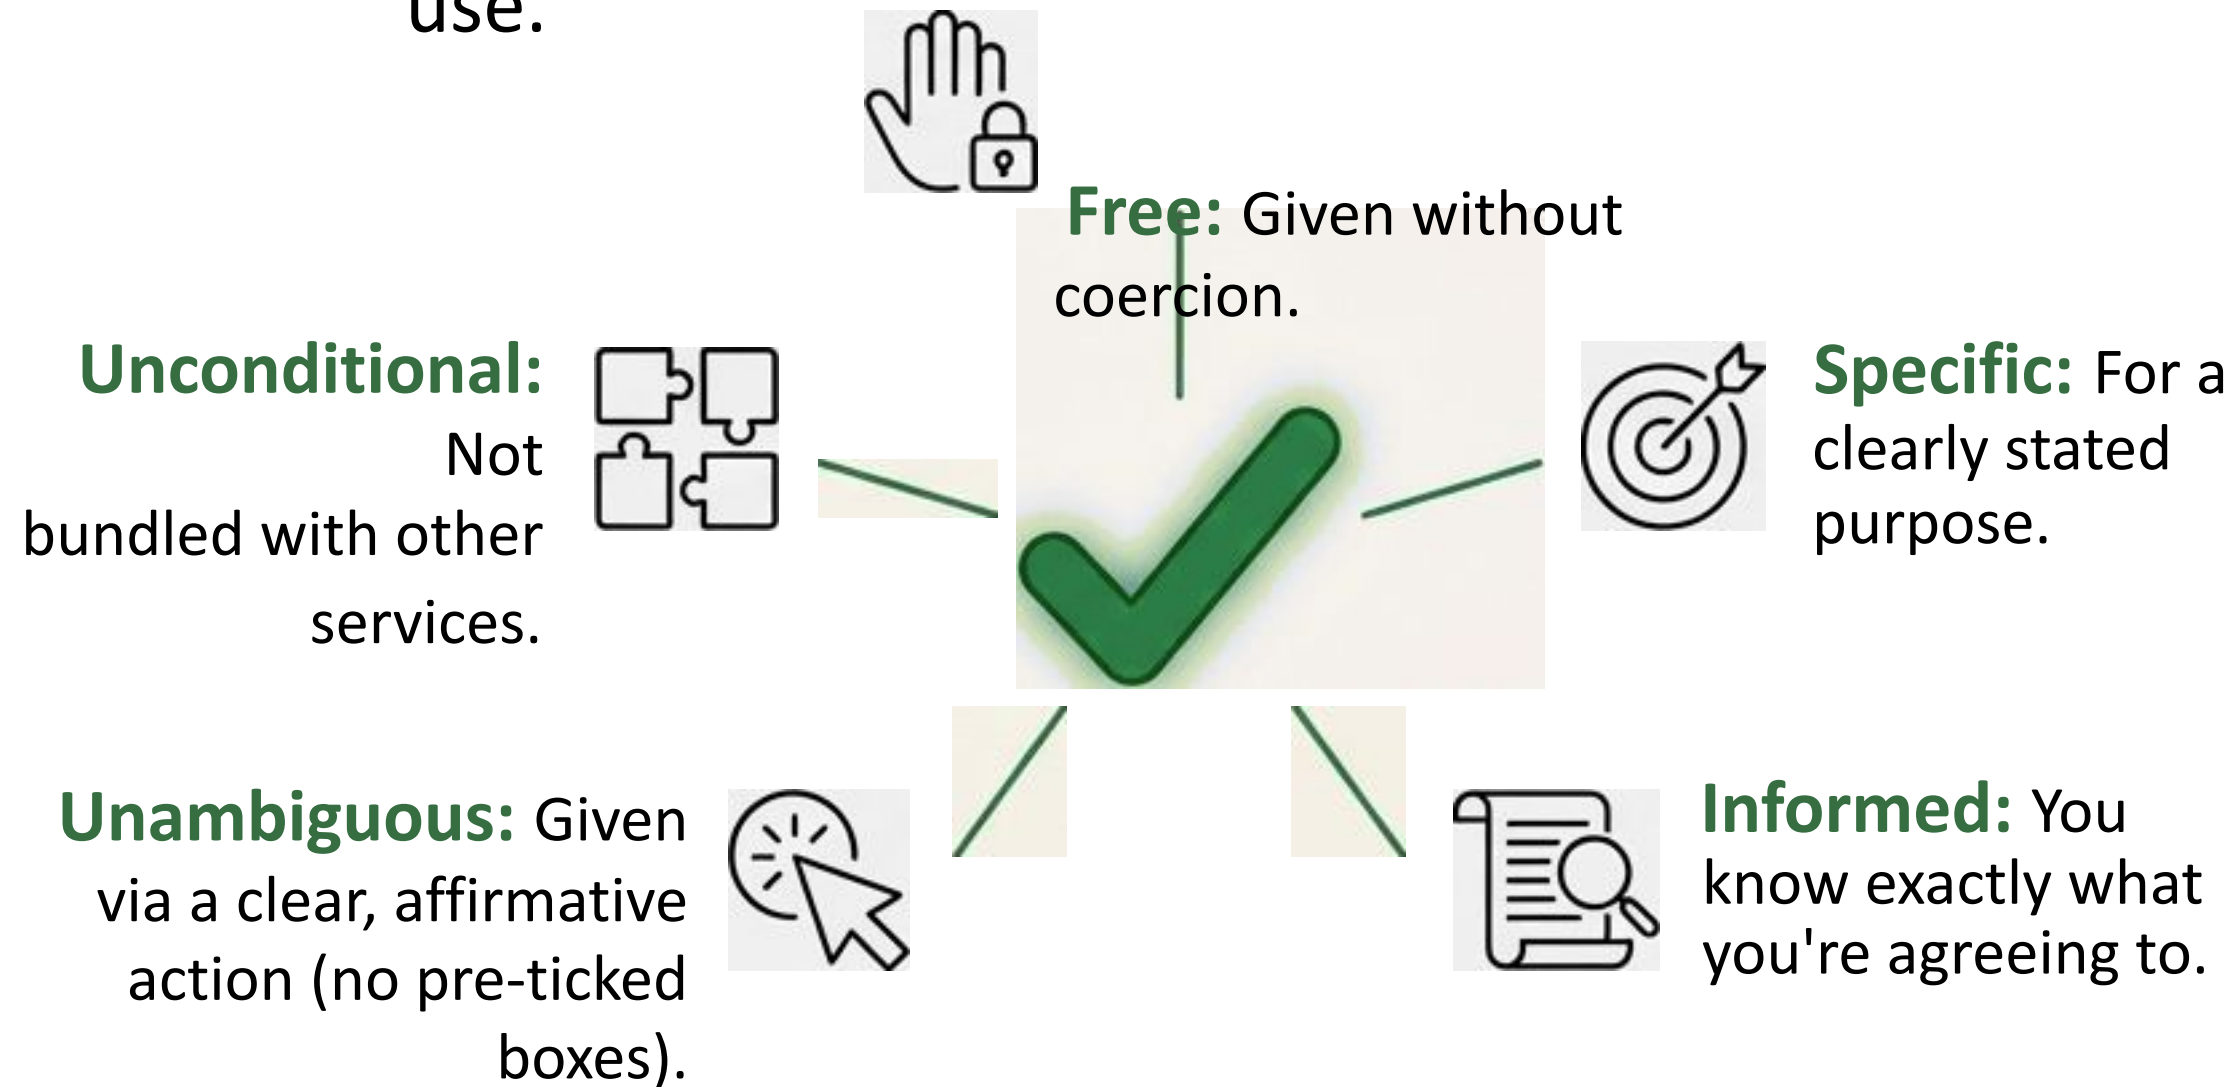 use.
Free: Given without
coercion.
Unconditional:
Not
bundled with other
services.
Specific: For a
clearly stated
purpose.
Unambiguous: Given
via a clear, affirmative
action (no pre-ticked
boxes).
Informed: You
know exactly what
you're agreeing to.